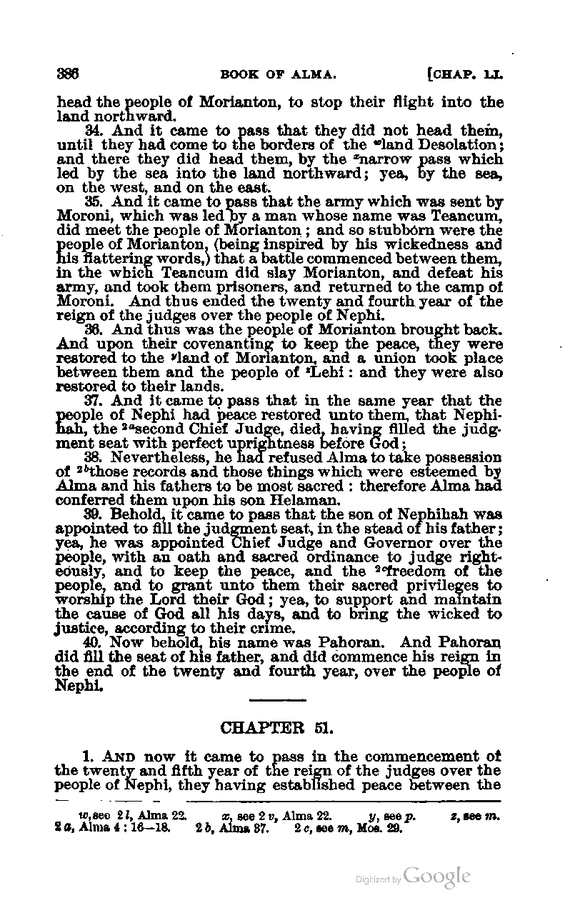 386 BOOK OF ALMA. [CHAP. LI.
head the people of Morianton, to stop their flight into the
land northward.
34. And it came to pass that they did not head them,
until they had come to the borders of the ʷland Desolation;
and there they did head them, by the ˣnarrow pass which
led by the sea into the land northward; yea, by the sea,
on the west, and on the east.
35. And it came to pass that the army which was sent by
Moroni, which was led by a man whose name was Teancum,
did meet the people of Morianton; and so stubborn were the
people of Morianton, (being inspired by his wickedness and
his flattering words,) that a battle commenced between them,
in the which Teancum did slay Morianton, and defeat his
army, and took them prisoners, and returned to the camp of
Moroni. And thus ended the twenty and fourth year of the
reign of the judges over the people of Nephi.
36. And thus was the people of Morianton brought back.
And upon their covenanting to keep the peace, they were
restored to the ʸland of Morianton, and a union took place
between them and the people of ᶻLehi: and they were also
restored to their lands.
37. And it came to pass that in the same year that the
people of Nephi had peace restored unto them, that Nephi-
hah, the ²ᵃsecond Chief Judge, died, having filled the judg-
ment seat with perfect uprightness before God;
38. Nevertheless, he had refused Alma to take possession
of ²ᵇthose records and those things which were esteemed by
Alma and his fathers to be most sacred: therefore Alma had
conferred them upon his son Helaman.
39. Behold, it came to pass that the son of Nephihah was
appointed to fill the judgment seat, in the stead of his father;
yea, he was appointed Chief Judge and Governor over the
people, with an oath and sacred ordinance to judge right-
eously, and to keep the peace, and the ²ᶜfreedom of the
people, and to grant unto them their sacred privileges to
worship the Lord their God; yea, to support and maintain
the cause of God all his days, and to bring the wicked to
justice, according to their crime.
40. Now behold, his name was Pahoran. And Pahoran
did fill the seat of his father, and did commence his reign in
the end of the twenty and fourth year, over the people of
Nephi.
CHAPTER 51.
1. AND now it came to pass in the commencement of
the twenty and fifth year of the reign of the judges over the
people of Nephi, they having established peace between the
w, see 2 l, Alma 22. x, see 2 v, Alma 22. y, see p. z, see m.
2 a, Alma 4: 16—18. 2 b, Alma 37. 2 c, see m, Mos. 29.
Digitized by Google